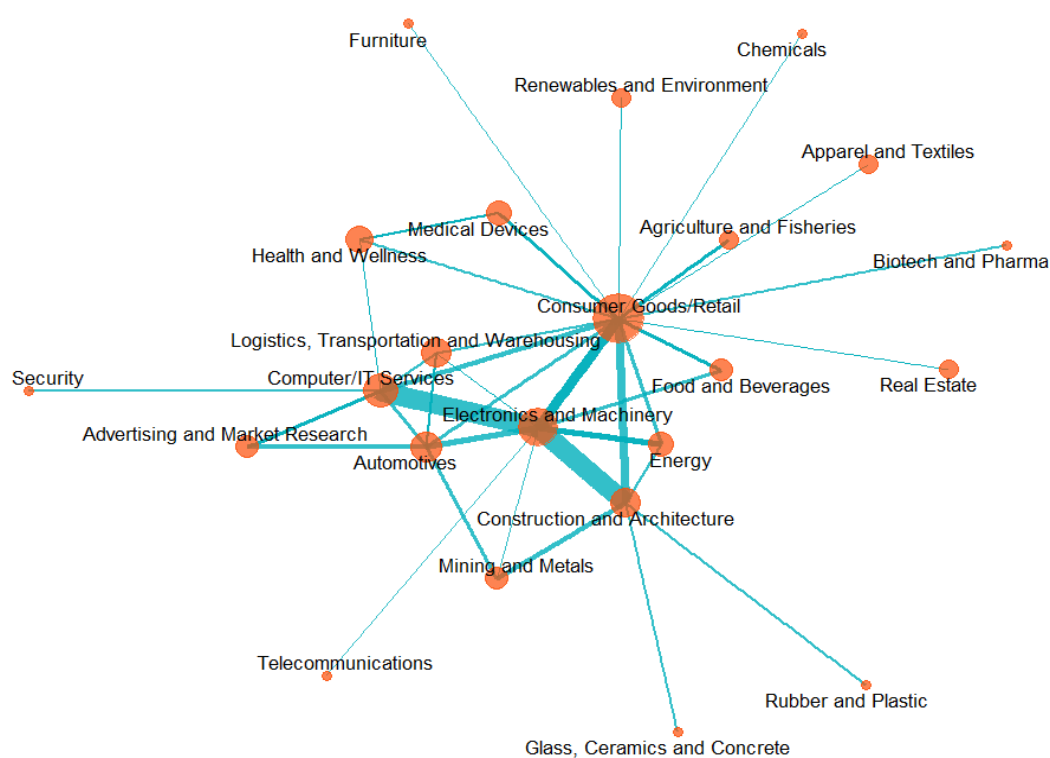 Furniture
Chemicals
Renewables and Environment
Apparel and Textiles
Medical Devices
Agriculture and Fisheries
Health and Wellness
Biotech and Pharma
Consumer Goods/Retail
Logistics, Transportation and Warehousing
Security
Computer/IT Services
Food and Beverages
Real Estate
Electronics and Machinery
Advertising and Market Research
Automotives
Energy
Construction and Architecture
Mining and Metals
Telecommunications
Rubber and Plastic
Glass, Ceramics and Concrete